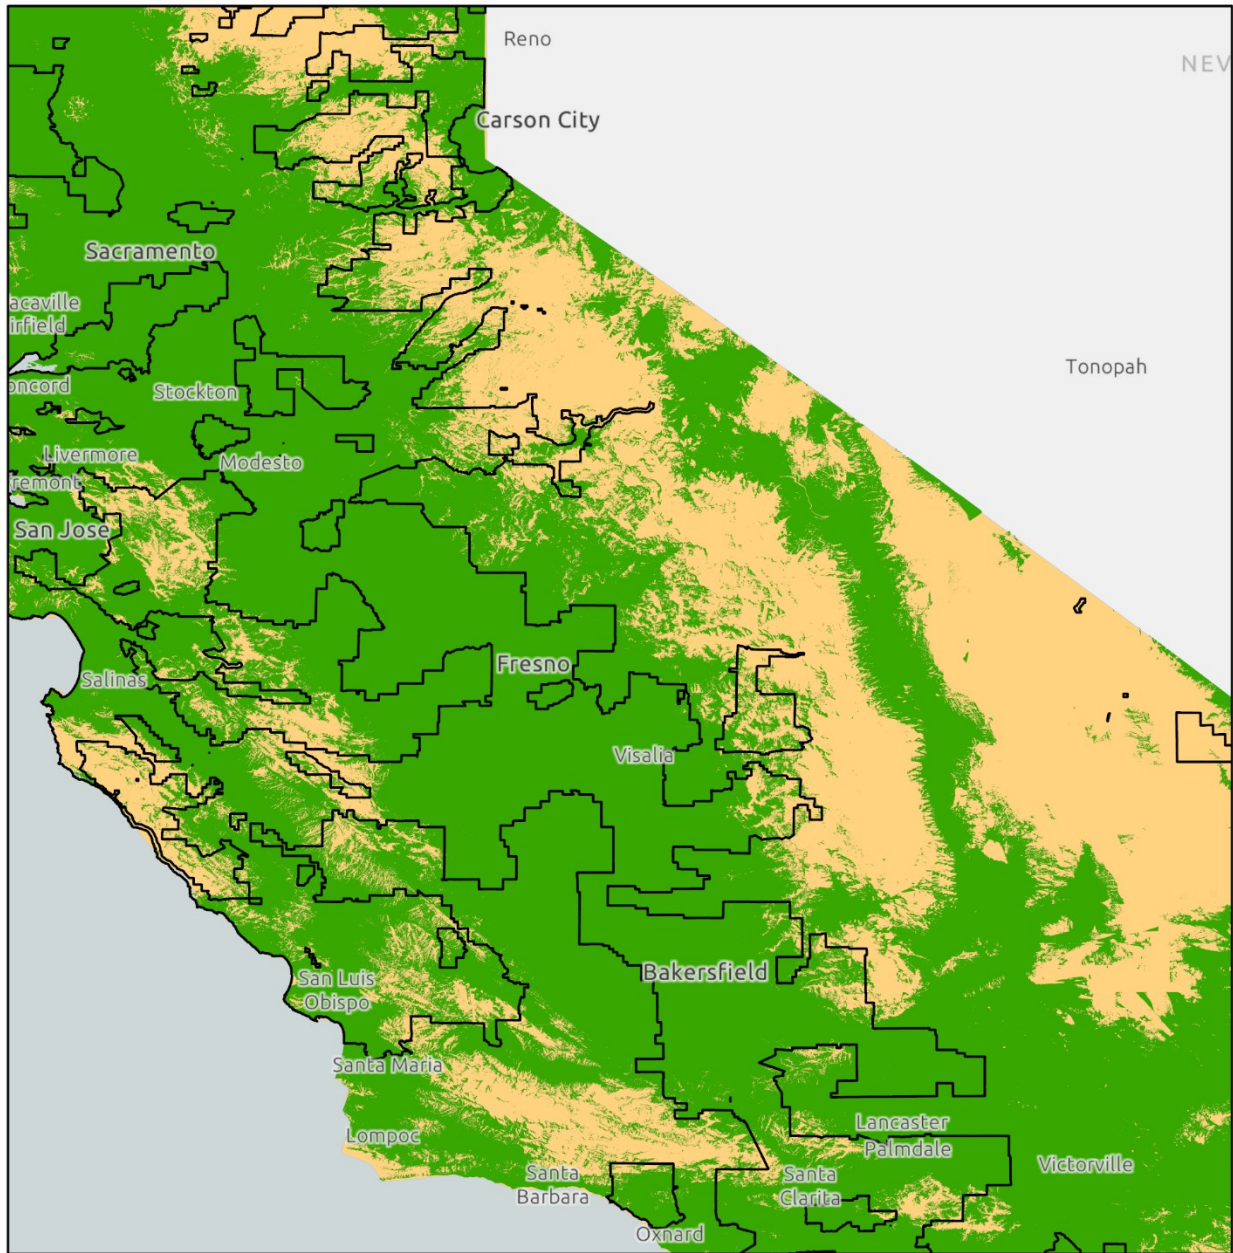 Reno
NEV
Carson City
Sacramento
acaville
irfield
Tonopah
oncord
Stockton
Livermore
Modesto
remont
San Jose
Fresno
Salinas
Visalia
Bakersfield
San Luis
Obispo
Santa Maria
Lancaster
Lompoc
Palmdale
Victorville
Santa
Barbara
Santa
Clarita
Oxnard